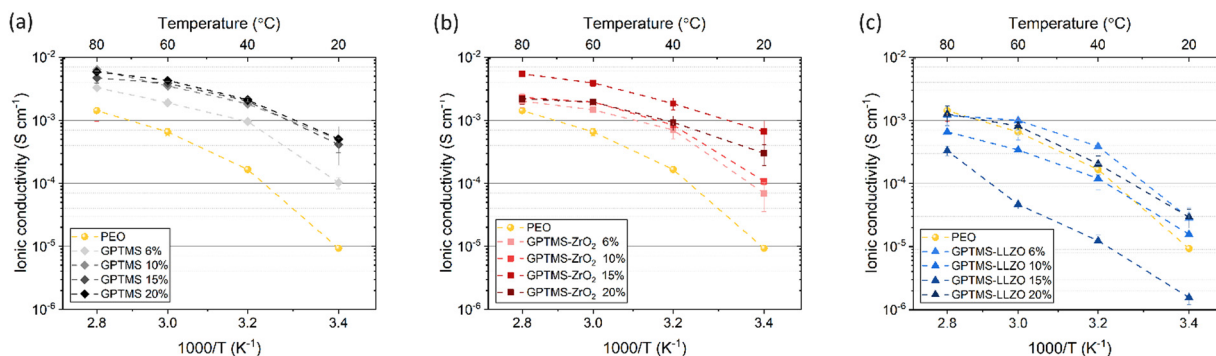 (a)
Temperature (°C)
80 60 40 20
10⁻²
10⁻³
10⁻⁴
10⁻⁵
10⁻⁶
Ionic conductivity (S cm⁻¹)
PEO
GPTMS 6%
GPTMS 10%
GPTMS 15%
GPTMS 20%
2.8 3.0 3.2 3.4
1000/T (K⁻¹)
(b)
Temperature (°C)
80 60 40 20
10⁻²
10⁻³
10⁻⁴
10⁻⁵
10⁻⁶
Ionic conductivity (S cm⁻¹)
PEO
GPTMS-ZrO₂ 6%
GPTMS-ZrO₂ 10%
GPTMS-ZrO₂ 15%
GPTMS-ZrO₂ 20%
2.8 3.0 3.2 3.4
1000/T (K⁻¹)
(c)
Temperature (°C)
80 60 40 20
10⁻²
10⁻³
10⁻⁴
10⁻⁵
10⁻⁶
Ionic conductivity (S cm⁻¹)
PEO
GPTMS-LLZO 6%
GPTMS-LLZO 10%
GPTMS-LLZO 15%
GPTMS-LLZO 20%
2.8 3.0 3.2 3.4
1000/T (K⁻¹)